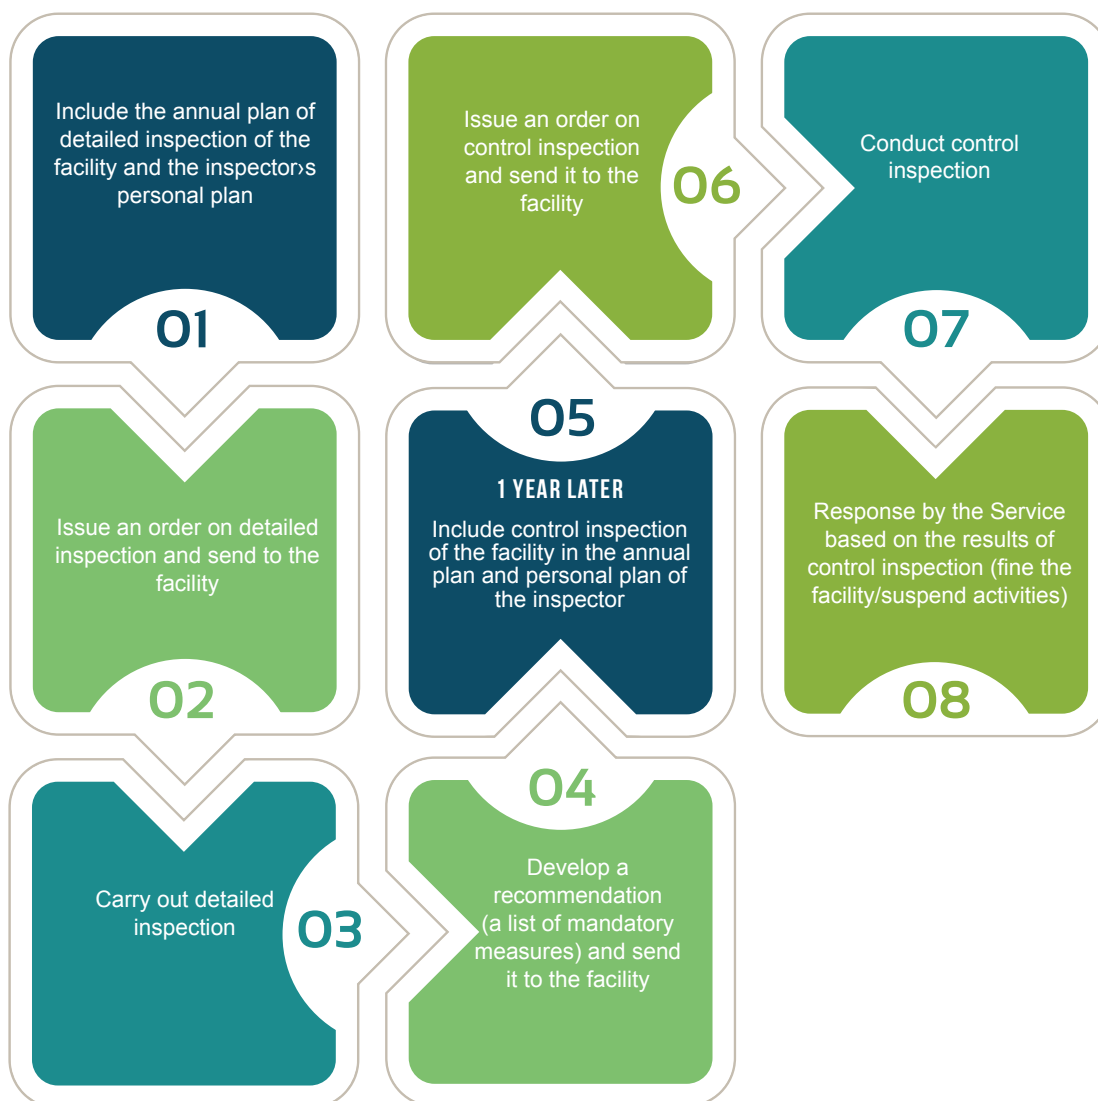 Include the annual plan of
detailed inspection of the
facility and the inspector›s
personal plan
01
Issue an order on detailed
inspection and send to the
facility
02
Carry out detailed
inspection
03
04
Develop a
recommendation
(a list of mandatory
measures) and send
it to the facility
05
1 YEAR LATER
Include control inspection
of the facility in the annual
plan and personal plan of
the inspector
Issue an order on
control inspection
and send it to the
facility
06
Conduct control
inspection
07
Response by the Service
based on the results of
control inspection (fine the
facility/suspend activities)
08